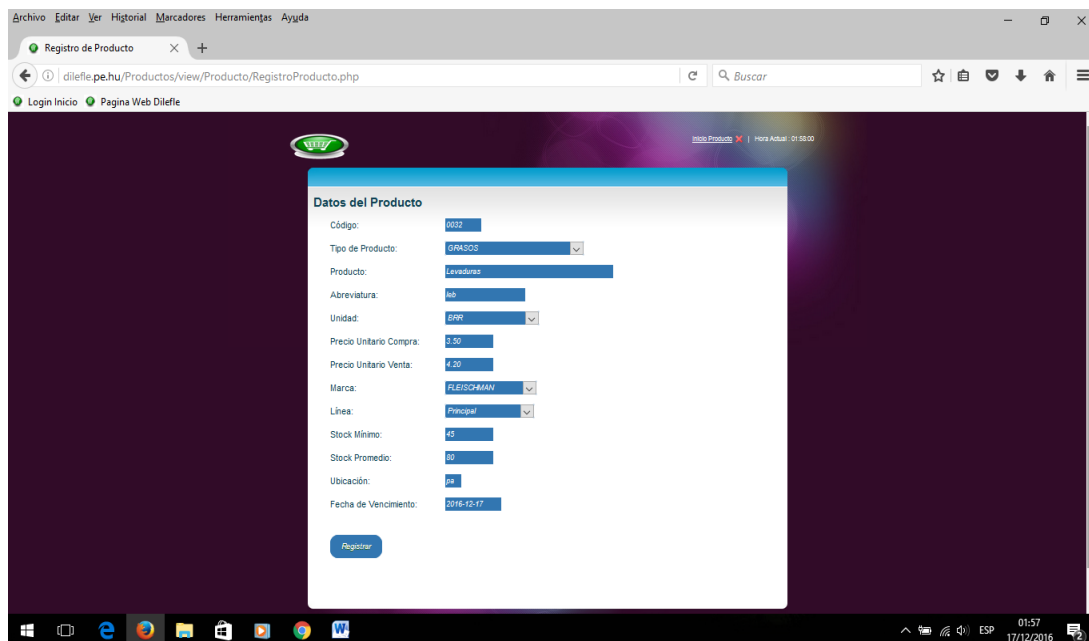 Archivo Editar Ver Historial Marcadores Herramientas Ayuda
Registro de Producto
dilefle.pe.hu/Productos/view/Producto/RegistroProducto.php
Buscar
Login Inicio Pagina Web Dilefle
Inicio Producto | Hora Actual : 01:58:00
Datos del Producto
Código: 0032
Tipo de Producto: GRASOS
Producto: Levaduras
Abreviatura: leb
Unidad: BRR
Precio Unitario Compra: 3.50
Precio Unitario Venta: 4.20
Marca: FLEISCHMAN
Línea: Principal
Stock Mínimo: 45
Stock Promedio: 80
Ubicación: pa
Fecha de Vencimiento: 2016-12-17
Registrar
ESP
01:57
17/12/2016